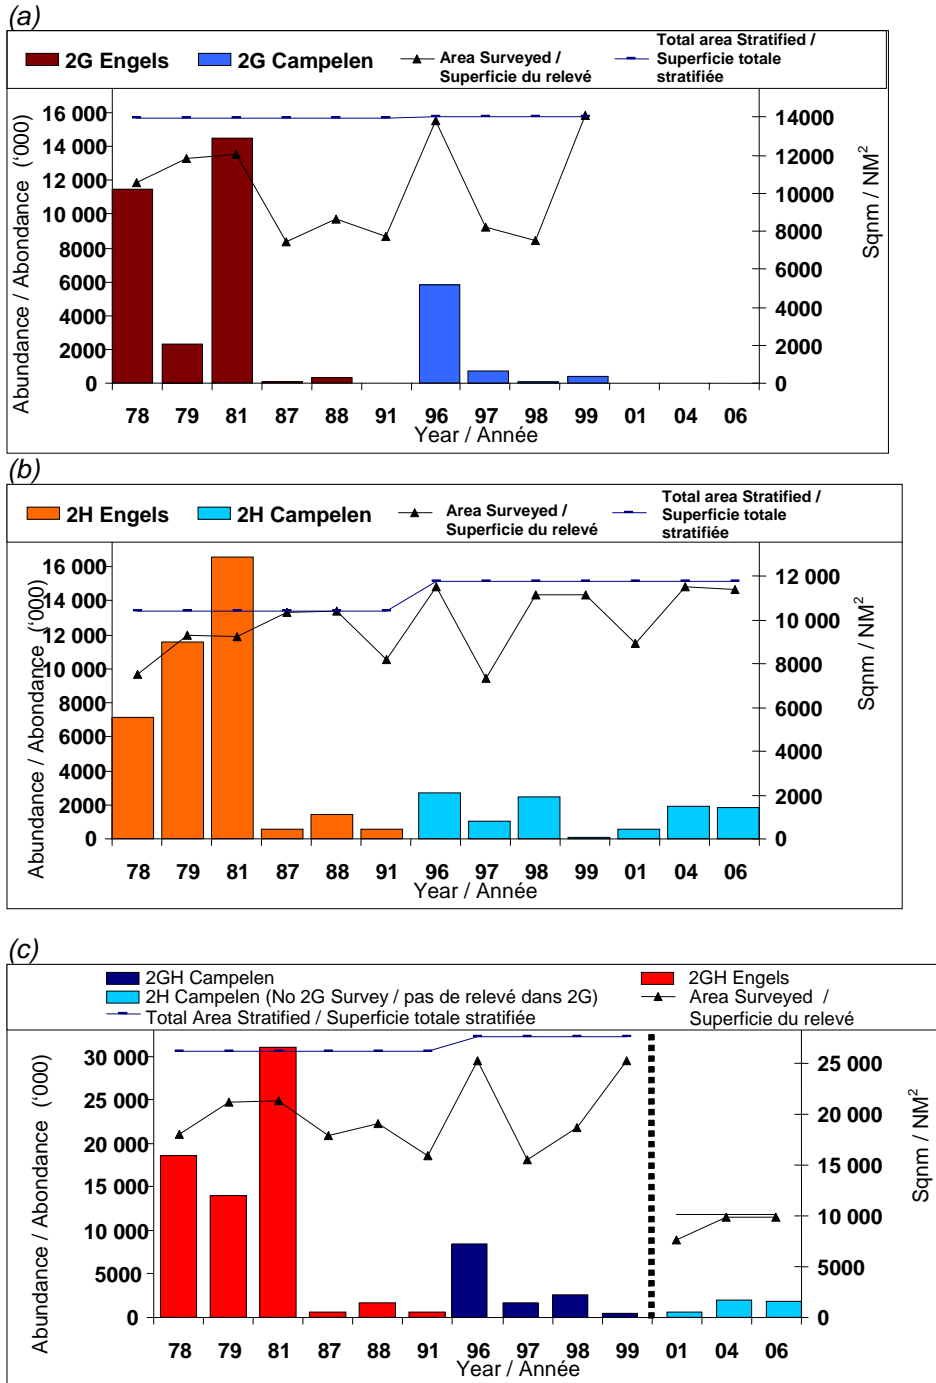 (a)
2G Engels 2G Campelen Area Surveyed / Superficie du relevé Total area Stratified / Superficie totale stratifiée
Abundance / Abondance ('000)
16 000
14 000
12 000
10 000
8000
6000
4000
2000
0
14000
12000
10000
8000
6000
4000
2000
0
Sqnm / NM²
78 79 81 87 88 91 96 97 98 99 01 04 06
Year / Année
(b)
2H Engels 2H Campelen Area Surveyed / Superficie du relevé Total area Stratified / Superficie totale stratifiée
Abundance / Abondance ('000)
16 000
14 000
12 000
10 000
8000
6000
4000
2000
0
12 000
10 000
8000
6000
4000
2000
0
Sqnm / NM²
78 79 81 87 88 91 96 97 98 99 01 04 06
Year / Année
(c)
2GH Campelen 2GH Engels
2H Campelen (No 2G Survey / pas de relevé dans 2G) Area Surveyed /
Total Area Stratified / Superficie totale stratifiée Superficie du relevé
Abundance / Abondance ('000)
30 000
25 000
20 000
15 000
10 000
5000
0
25 000
20 000
15 000
10 000
5000
0
Sqnm / NM²
78 79 81 87 88 91 96 97 98 99 01 04 06
Year / Année